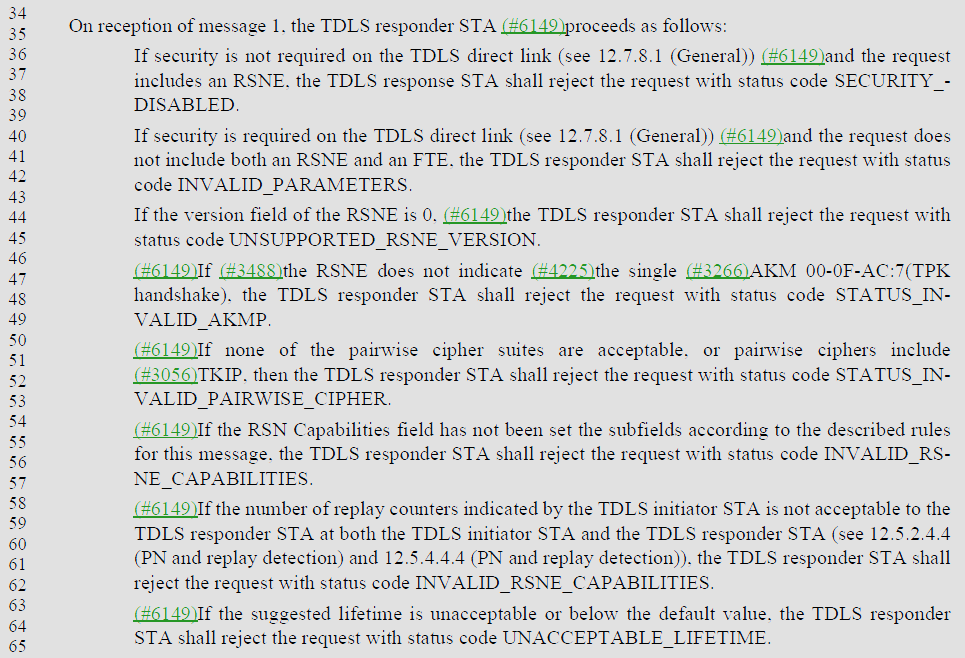 34
35 On reception of message 1, the TDLS responder STA (#6149)proceeds as follows:
36 If security is not required on the TDLS direct link (see 12.7.8.1 (General)) (#6149)and the request
37 includes an RSNE, the TDLS response STA shall reject the request with status code SECURITY_-
38 DISABLED.
39
40 If security is required on the TDLS direct link (see 12.7.8.1 (General)) (#6149)and the request does
41 not include both an RSNE and an FTE, the TDLS responder STA shall reject the request with status
42 code INVALID_PARAMETERS.
43
44 If the version field of the RSNE is 0, (#6149)the TDLS responder STA shall reject the request with
45 status code UNSUPPORTED_RSNE_VERSION.
46
47 (#6149)If (#3488)the RSNE does not indicate (#4225)the single (#3266)AKM 00-0F-AC:7(TPK
48 handshake), the TDLS responder STA shall reject the request with status code STATUS_IN-
49 VALID_AKMP.
50
51 (#6149)If none of the pairwise cipher suites are acceptable, or pairwise ciphers include
52 (#3056)TKIP, then the TDLS responder STA shall reject the request with status code STATUS_IN-
53 VALID_PAIRWISE_CIPHER.
54
55 (#6149)If the RSN Capabilities field has not been set the subfields according to the described rules
56 for this message, the TDLS responder STA shall reject the request with status code INVALID_RS-
57 NE_CAPABILITIES.
58 (#6149)If the number of replay counters indicated by the TDLS initiator STA is not acceptable to the
59 TDLS responder STA at both the TDLS initiator STA and the TDLS responder STA (see 12.5.2.4.4
60
61 (PN and replay detection) and 12.5.4.4.4 (PN and replay detection)), the TDLS responder STA shall
62 reject the request with status code INVALID_RSNE_CAPABILITIES.
63
64 (#6149)If the suggested lifetime is unacceptable or below the default value, the TDLS responder
65 STA shall reject the request with status code UNACCEPTABLE_LIFETIME.